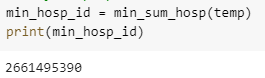 min_hosp_id = min_sum_hosp(temp)
print(min_hosp_id)
2661495390